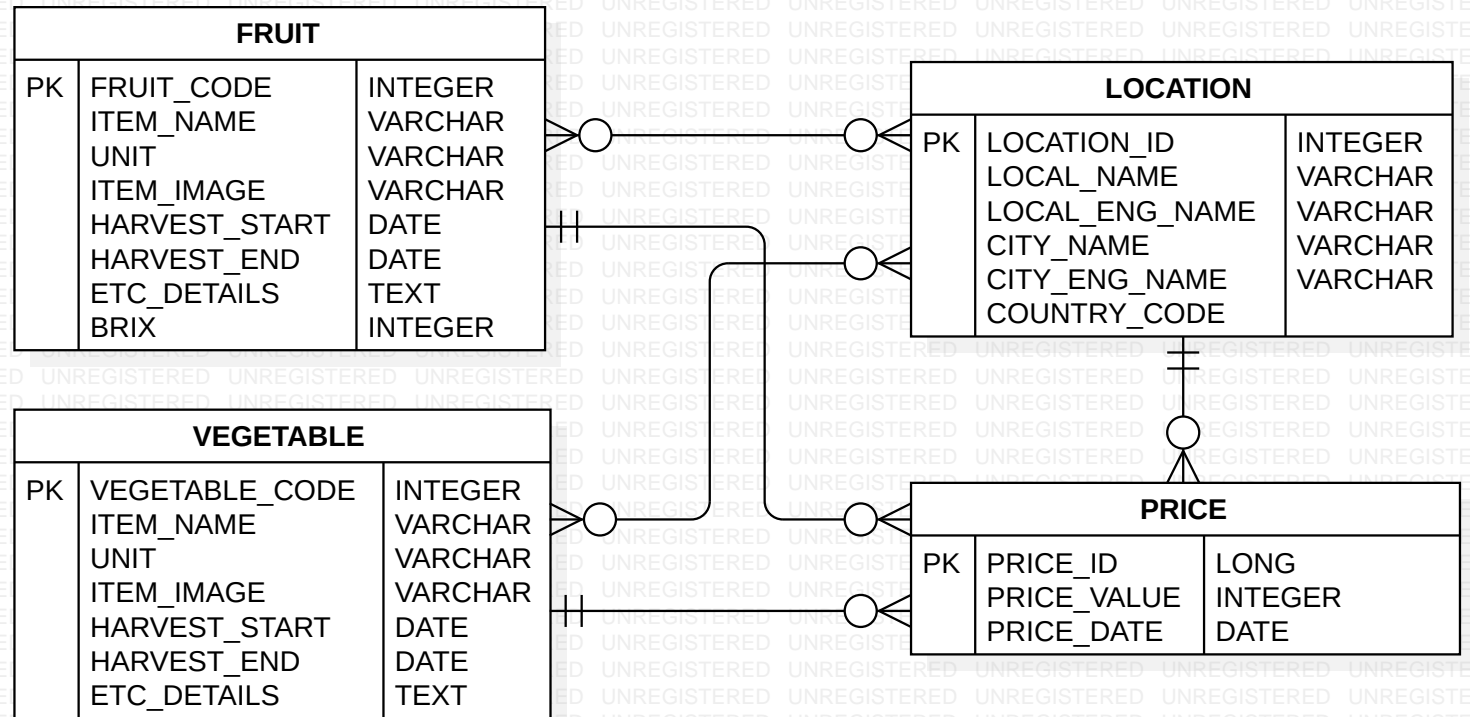 FRUIT
PK FRUIT_CODE INTEGER
ITEM_NAME VARCHAR
UNIT VARCHAR
ITEM_IMAGE VARCHAR
HARVEST_START DATE
HARVEST_END DATE
ETC_DETAILS TEXT
BRIX INTEGER
LOCATION
PK LOCATION_ID INTEGER
LOCAL_NAME VARCHAR
LOCAL_ENG_NAME VARCHAR
CITY_NAME VARCHAR
CITY_ENG_NAME VARCHAR
COUNTRY_CODE
VEGETABLE
PK VEGETABLE_CODE INTEGER
ITEM_NAME VARCHAR
UNIT VARCHAR
ITEM_IMAGE VARCHAR
HARVEST_START DATE
HARVEST_END DATE
ETC_DETAILS TEXT
PRICE
PK PRICE_ID LONG
PRICE_VALUE INTEGER
PRICE_DATE DATE
UNREGISTERED